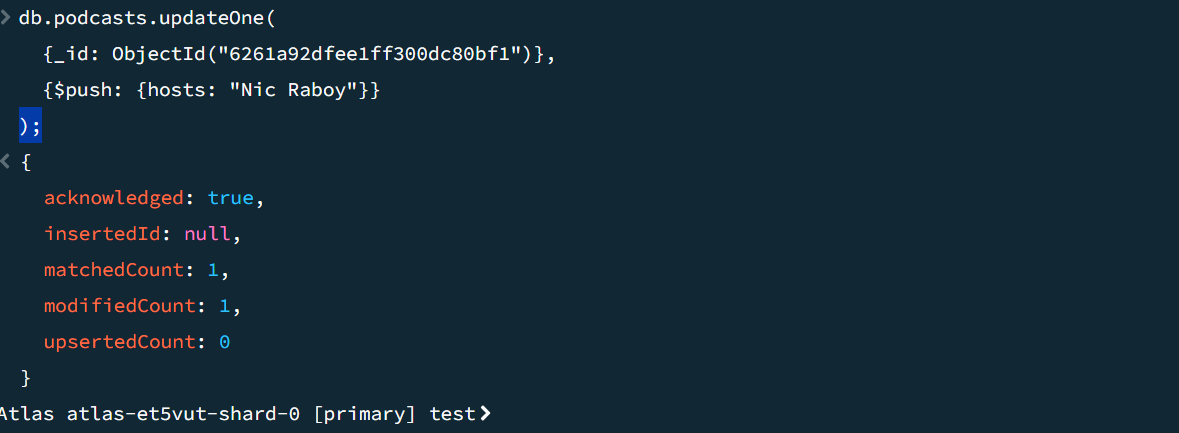 > db.podcasts.updateOne(
{_id: ObjectId("6261a92dfee1ff300dc80bf1")},
{$push: {hosts: "Nic Raboy"}}
);
< {
acknowledged: true,
insertedId: null,
matchedCount: 1,
modifiedCount: 1,
upsertedCount: 0
}
Atlas atlas-et5vut-shard-0 [primary] test>